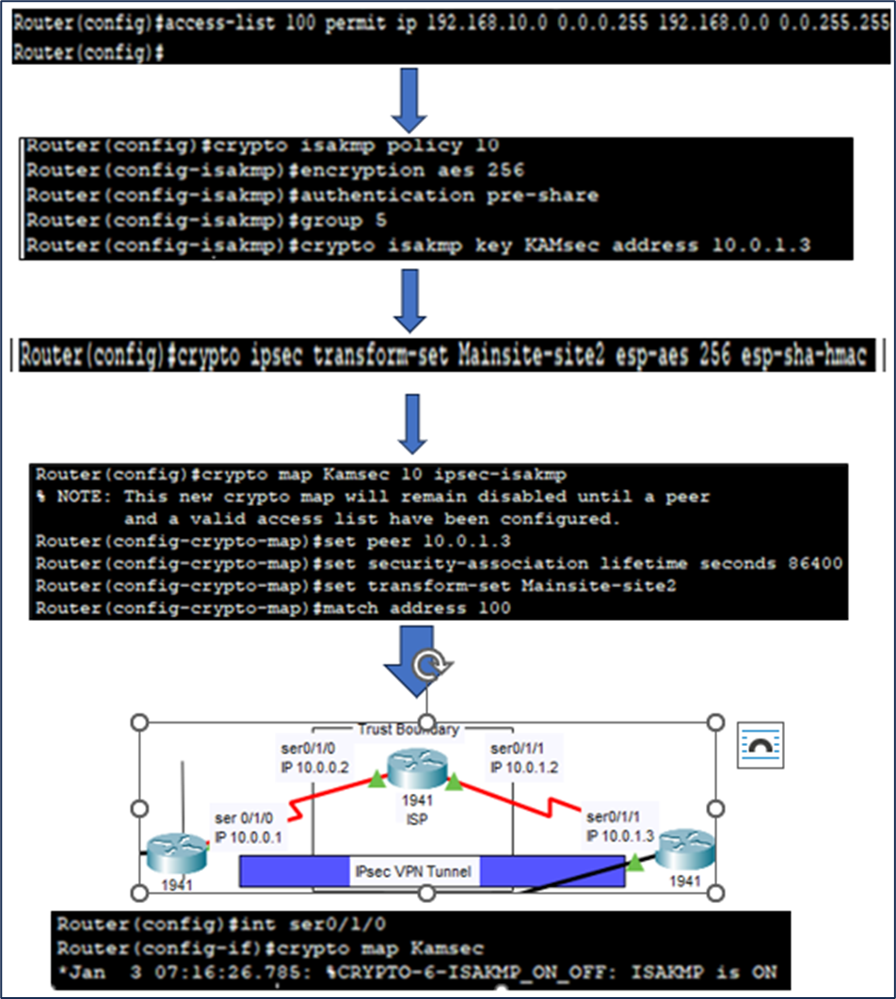 Router(config)#access-list 100 permit ip 192.168.10.0 0.0.0.255 192.168.0.0 0.0.255.255
Router(config)#
Router(config)#crypto isakmp policy 10
Router(config-isakmp)#encryption aes 256
Router(config-isakmp)#authentication pre-share
Router(config-isakmp)#group 5
Router(config-isakmp)#crypto isakmp key KAMsec address 10.0.1.3
Router(config)#crypto ipsec transform-set Mainsite-site2 esp-aes 256 esp-sha-hmac
Router(config)#crypto map Kamsec 10 ipsec-isakmp
% NOTE: This new crypto map will remain disabled until a peer
and a valid access list have been configured.
Router(config-crypto-map)#set peer 10.0.1.3
Router(config-crypto-map)#set security-association lifetime seconds 86400
Router(config-crypto-map)#set transform-set Mainsite-site2
Router(config-crypto-map)#match address 100
Trust Boundary
ser0/1/0
IP 10.0.0.2
ser0/1/1
IP 10.0.1.2
1941
ISP
ser 0/1/0
IP 10.0.0.1
ser0/1/1
IP 10.0.1.3
1941
IPsec VPN Tunnel
1941
Router(config)#int ser0/1/0
Router(config-if)#crypto map Kamsec
*Jan  3 07:16:26.785: %CRYPTO-6-ISAKMP_ON_OFF: ISAKMP is ON